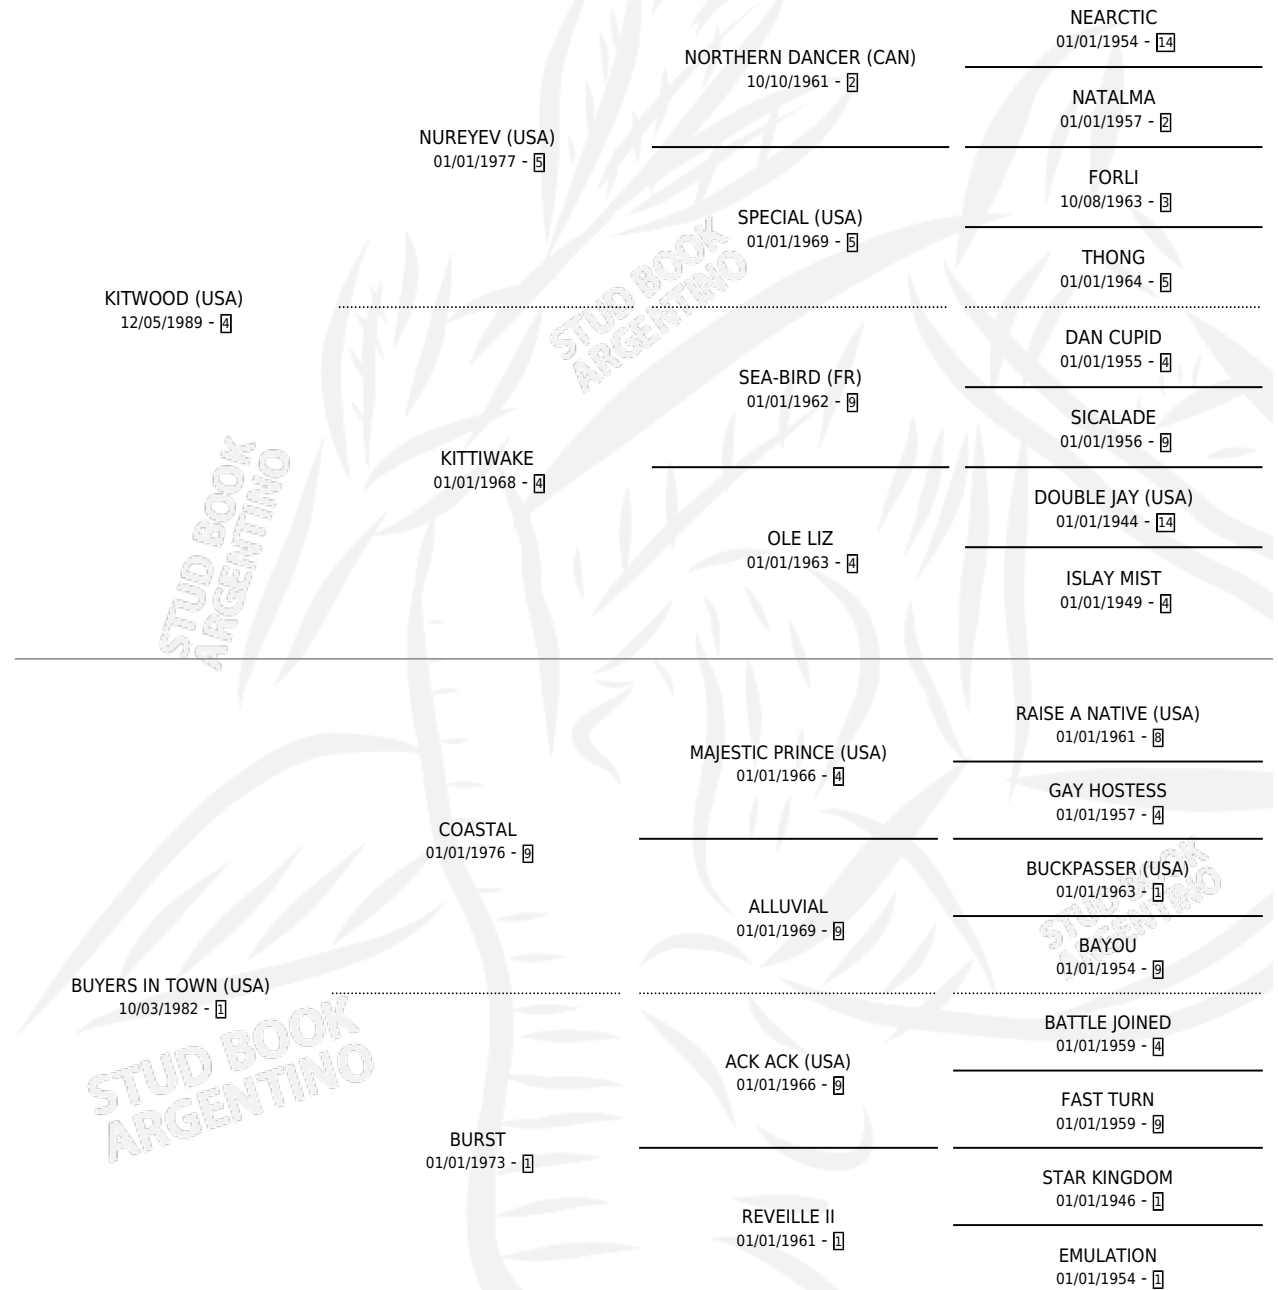 NEARCTIC
01/01/1954 - 14
NORTHERN DANCER (CAN)
10/10/1961 - 2
NATALMA
01/01/1957 - 2
NUREYEV (USA)
01/01/1977 - 5
FORLI
10/08/1963 - 3
SPECIAL (USA)
01/01/1969 - 5
THONG
01/01/1964 - 5
KITWOOD (USA)
12/05/1989 - 4
STUD BOOK
ARGENTINO
DAN CUPID
01/01/1955 - 4
SEA-BIRD (FR)
01/01/1962 - 9
SICALADE
01/01/1956 - 9
KITTIWAKE
01/01/1968 - 4
DOUBLE JAY (USA)
01/01/1944 - 14
OLE LIZ
01/01/1963 - 4
ISLAY MIST
01/01/1949 - 4
STUD BOOK
ARGENTINO
RAISE A NATIVE (USA)
01/01/1961 - 8
MAJESTIC PRINCE (USA)
01/01/1966 - 4
GAY HOSTESS
01/01/1957 - 4
COASTAL
01/01/1976 - 9
BUCKPASSER (USA)
01/01/1963 - 1
ALLUVIAL
01/01/1969 - 9
STUD BOOK
ARGENTINO
BAYOU
01/01/1954 - 9
BUYERS IN TOWN (USA)
10/03/1982 - 1
STUD BOOK
ARGENTINO
BATTLE JOINED
01/01/1959 - 4
ACK ACK (USA)
01/01/1966 - 9
FAST TURN
01/01/1959 - 9
BURST
01/01/1973 - 1
STAR KINGDOM
01/01/1946 - 1
REVEILLE II
01/01/1961 - 1
EMULATION
01/01/1954 - 1